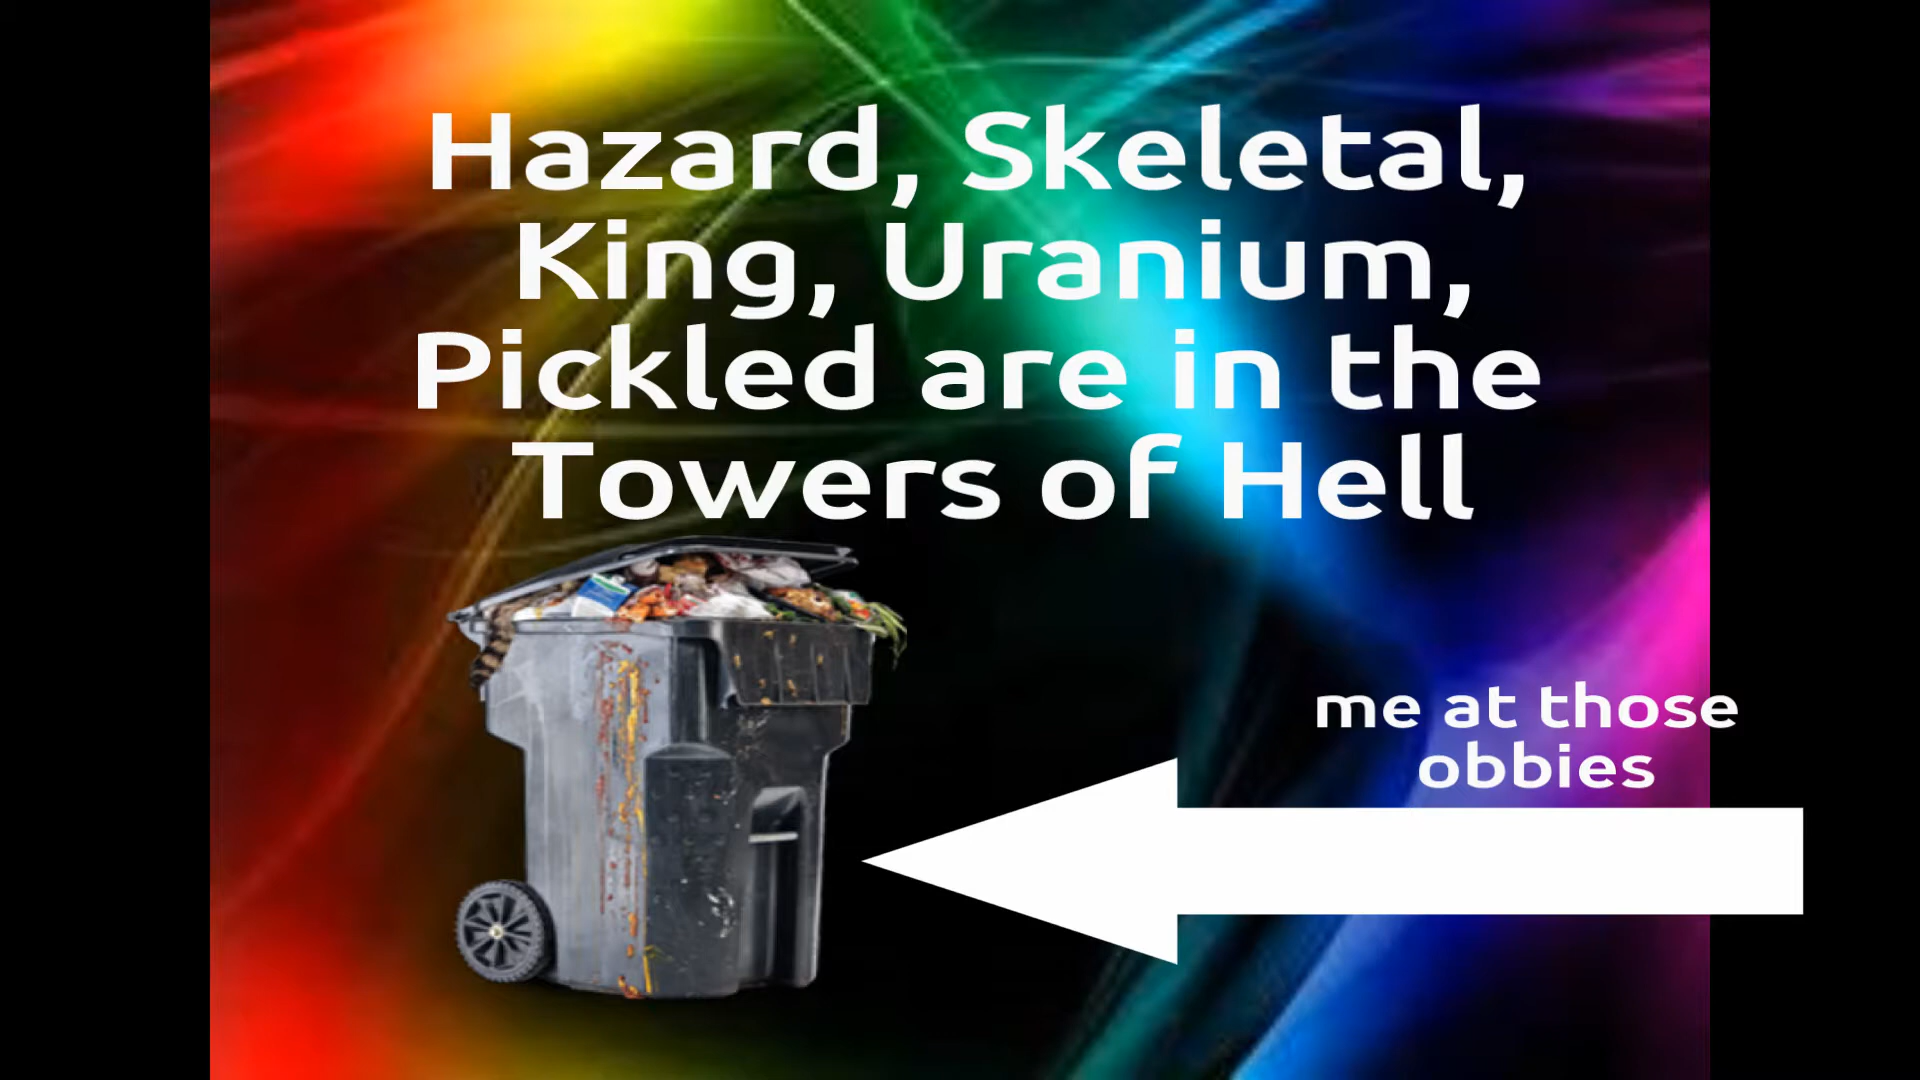 Hazard, Skeletal,
King, Uranium,
Pickled are in the
Towers of Hell
me at those
obbies